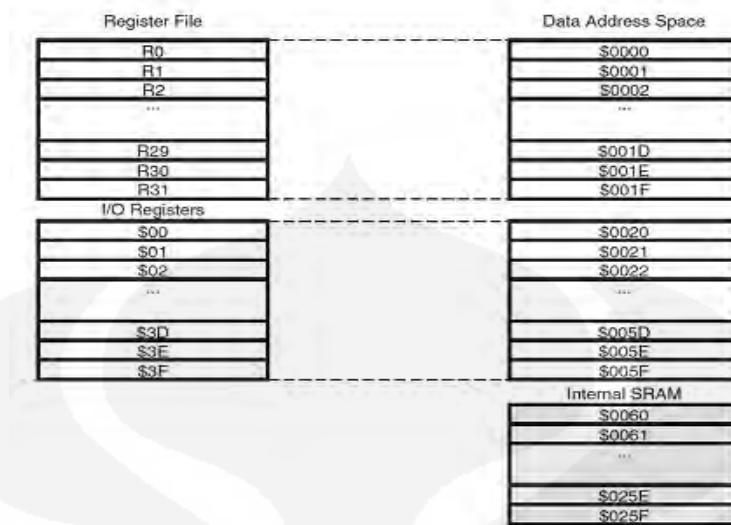 Register File
Data Address Space
R0
$0000
R1
$0001
R2
$0002
...
...
R29
$001D
R30
$001E
R31
$001F
I/O Registers
$00
$0020
$01
$0021
$02
$0022
...
...
$3D
$005D
$3E
$005E
$3F
$005F
Internal SRAM
$0060
$0061
...
$025E
$025F